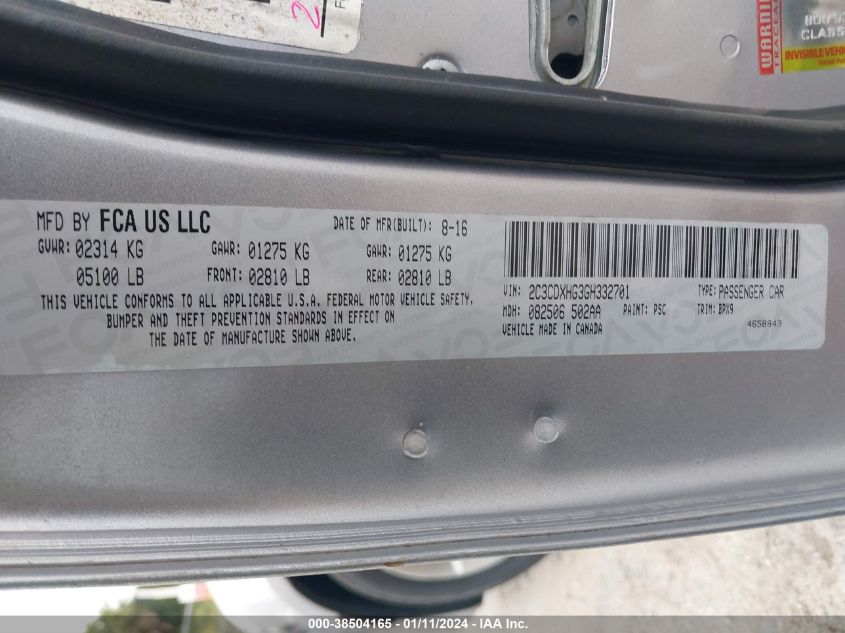 2
WARNING
CLASS
INVISIBLE VEH
MFD BY FCA US LLC
DATE OF MFR(BUILT): 8-16
GVWR: 02314 KG GAWR: 01275 KG GAWR: 01275 KG
05100 LB FRONT: 02810 LB REAR: 02810 LB
THIS VEHICLE CONFORMS TO ALL APPLICABLE U.S.A. FEDERAL MOTOR VEHICLE SAFETY,
BUMPER AND THEFT PREVENTION STANDARDS IN EFFECT ON
THE DATE OF MANUFACTURE SHOWN ABOVE.
VIN: 2C3CDXHG3GH332701 TYPE: PASSENGER CAR
MDH: 082506 502AA PAINT: PSC TRIM: BPX9
VEHICLE MADE IN CANADA 4658843
000-38504165 - 01/11/2024 - IAA Inc.